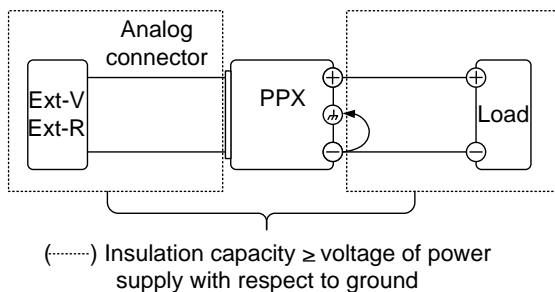 Analog
connector
Ext-V
Ext-R
PPX
Load
+
+
-
-
(┈┈┈) Insulation capacity ≥ voltage of power
supply with respect to ground